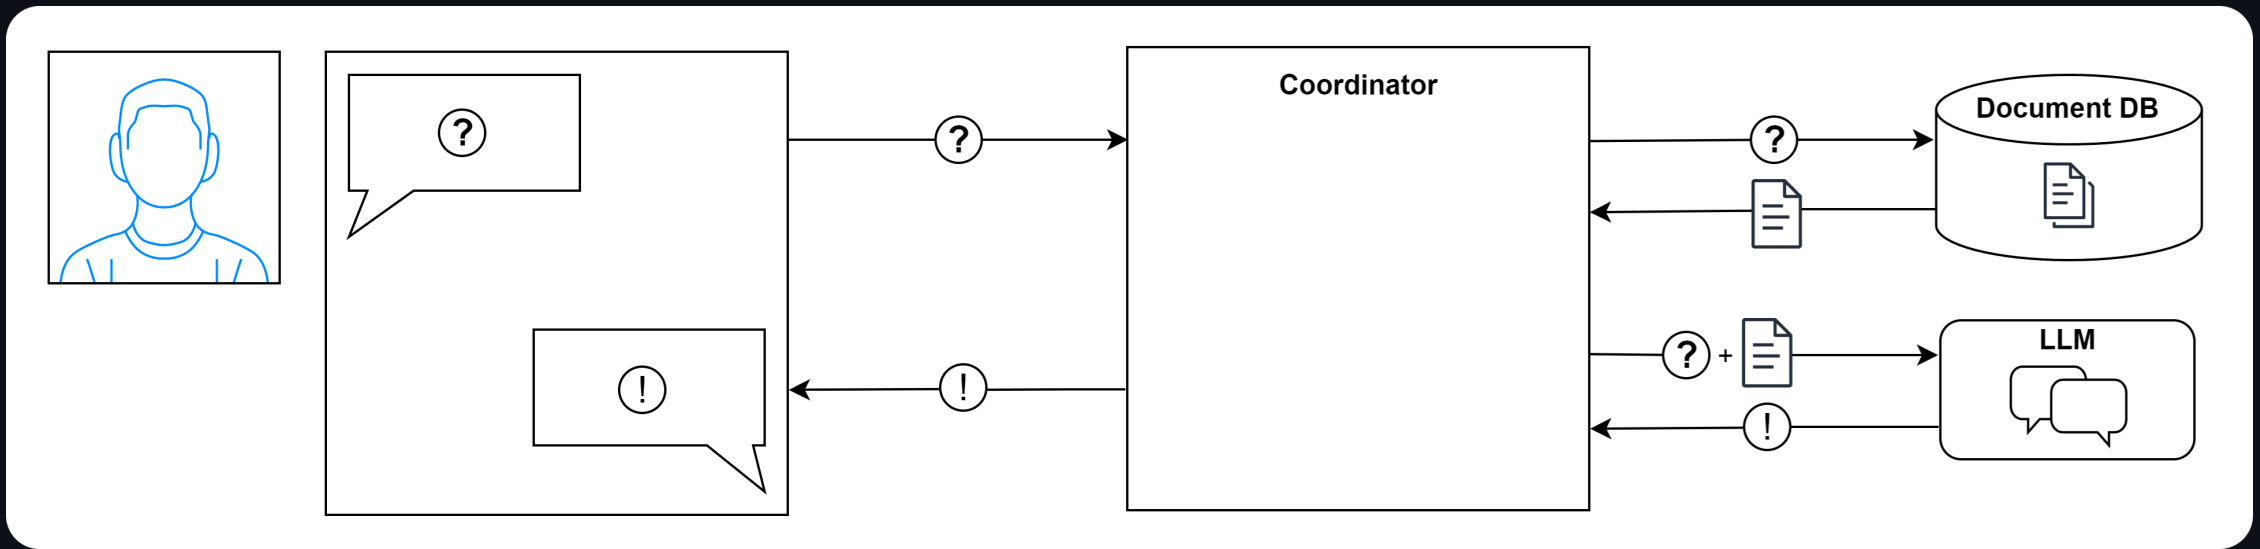 ?
?
Coordinator
?
Document DB
? +
LLM
!
!
!